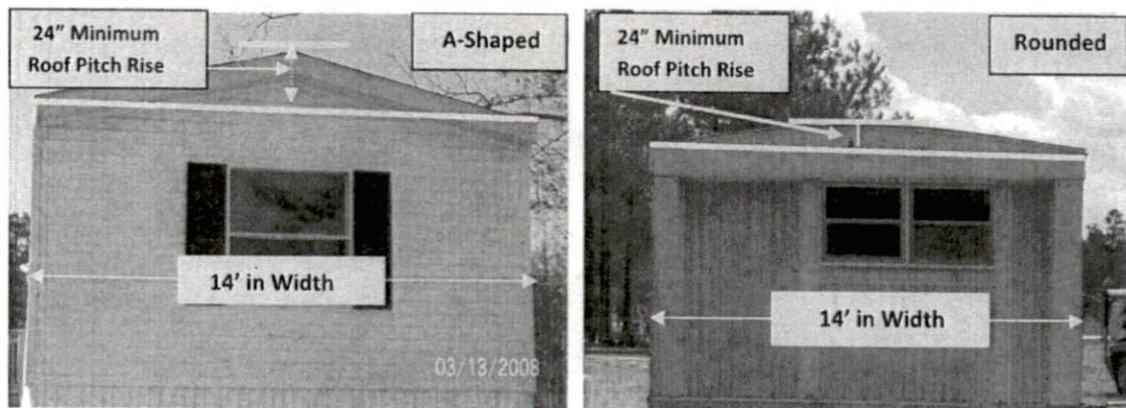 24” Minimum
Roof Pitch Rise
A-Shaped
14’ in Width
03/13/2008
24” Minimum
Roof Pitch Rise
Rounded
14’ in Width